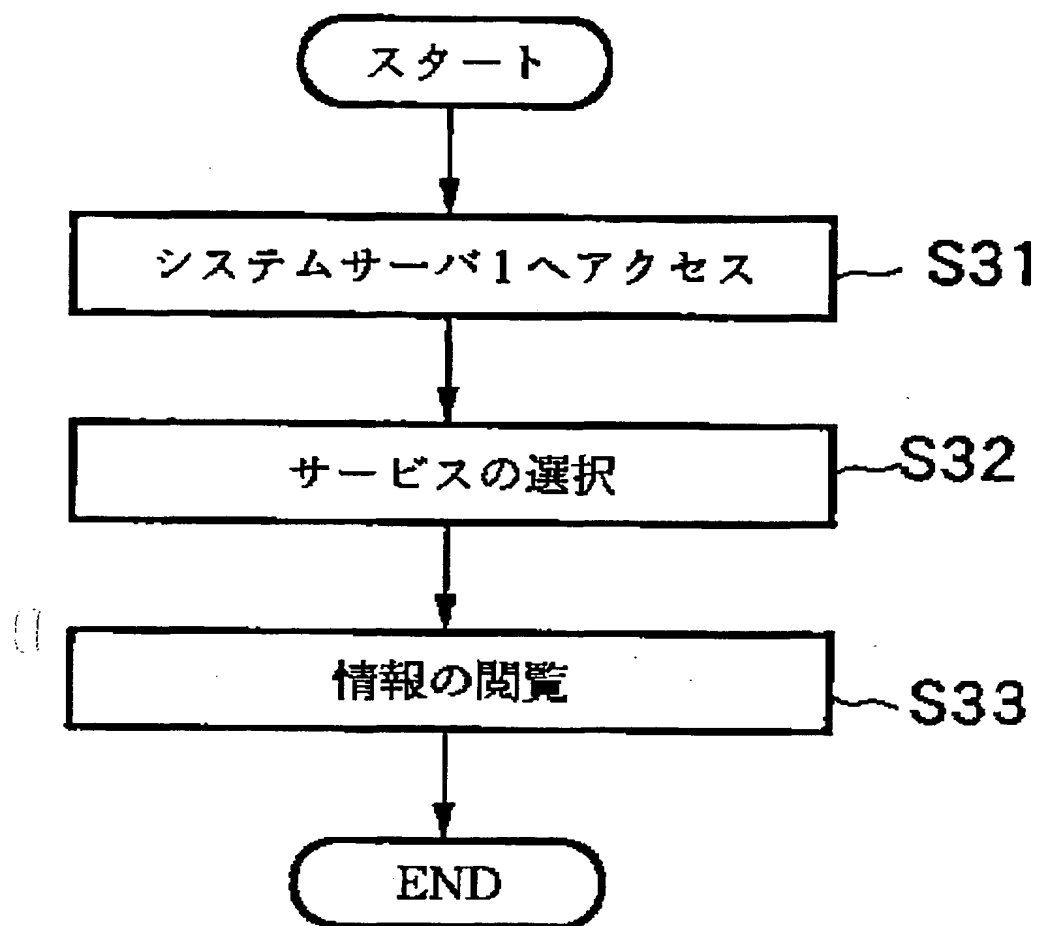 スタート
システムサーバ1へアクセス
S31
サービスの選択
S32
情報の閲覧
S33
END